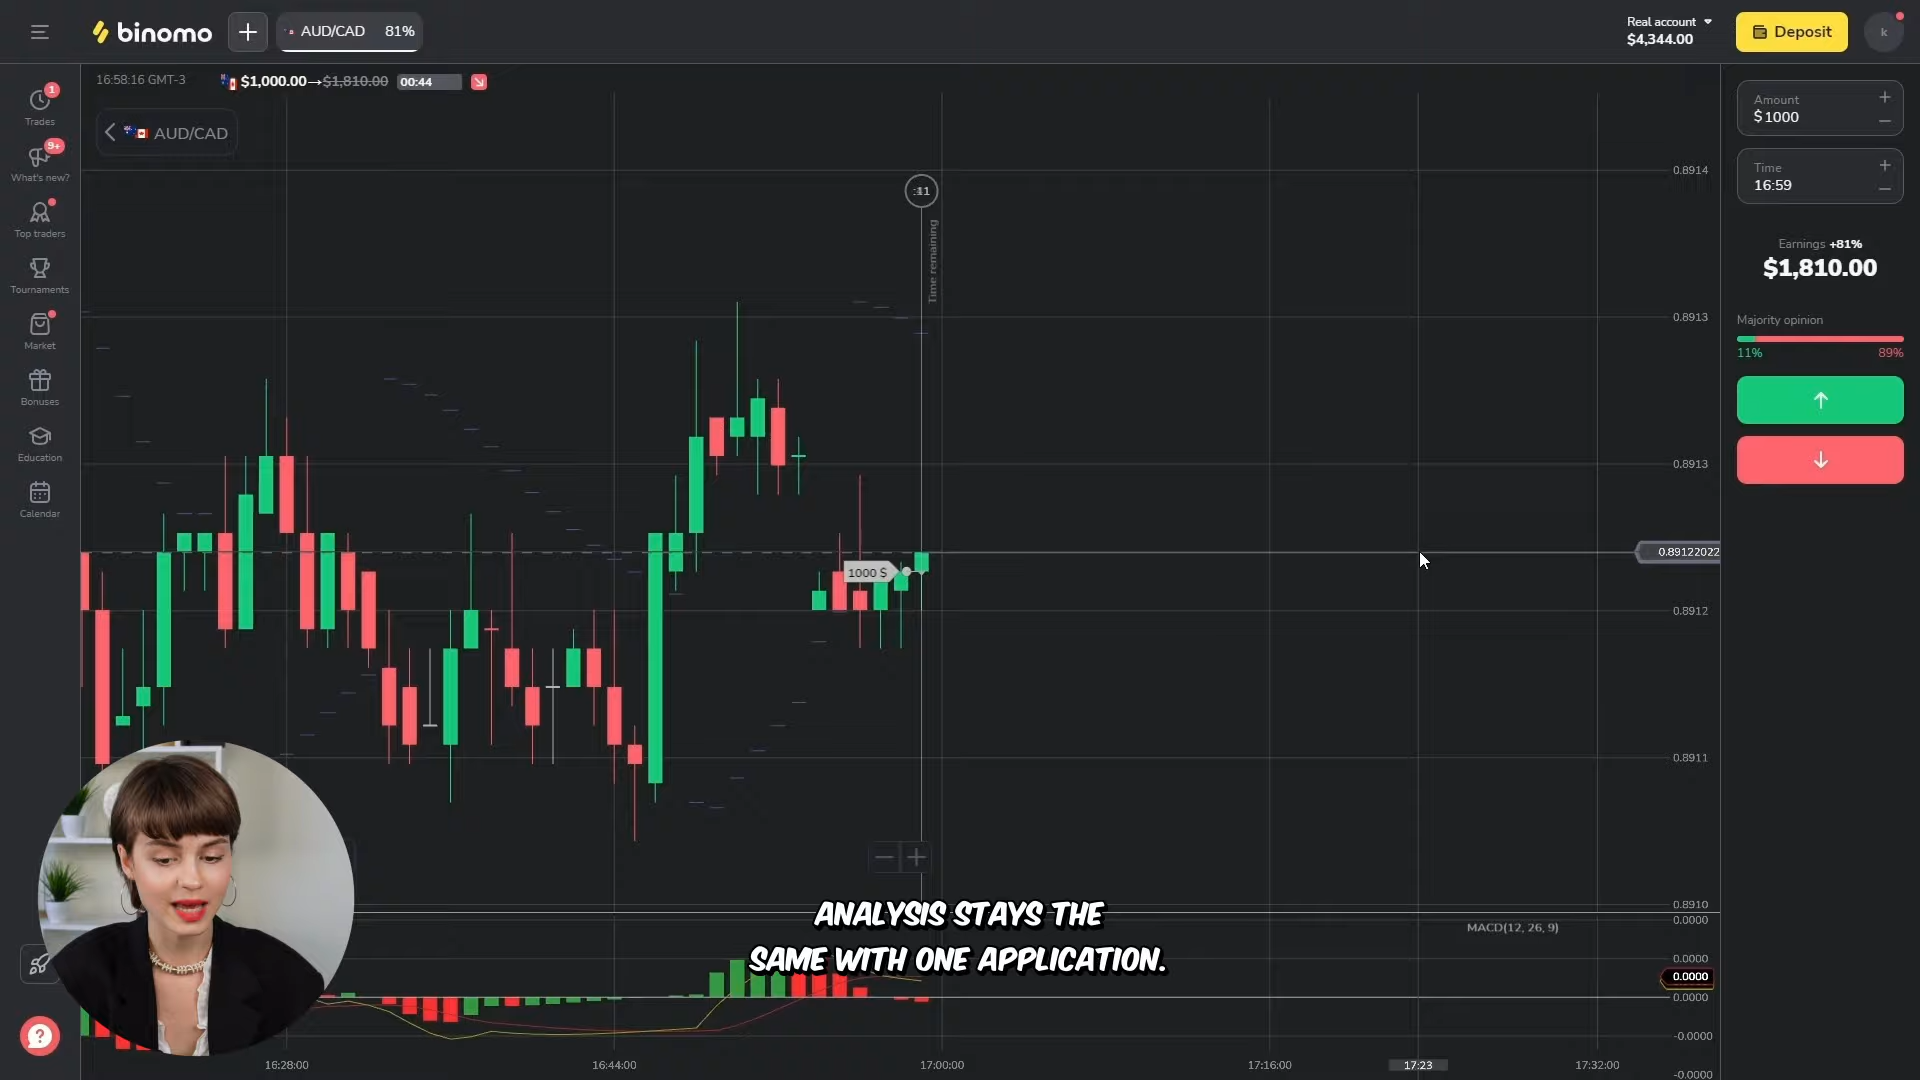 binomo
AUD/CAD 81%
Real account
$4,344.00
Deposit
k
16:58:16 GMT-3
$1,000.00→$1,810.00
00:44
1
Trades
9+
What's new?
Top traders
Tournaments
Market
Bonuses
Education
Calendar
AUD/CAD
Time remaining
1000 $
0.8914
0.8913
0.8913
0.89122022
0.8912
0.8911
0.8910
0.0000
MACD(12, 26, 9)
0.0000
0.0000
0.0000
-0.0000
-0.0000
ANALYSIS STAYS THE
SAME WITH ONE APPLICATION.
16:28:00
16:44:00
17:00:00
17:16:00
17:23
17:32:00
Amount
$1000
Time
16:59
Earnings +81%
$1,810.00
Majority opinion
11%
89%